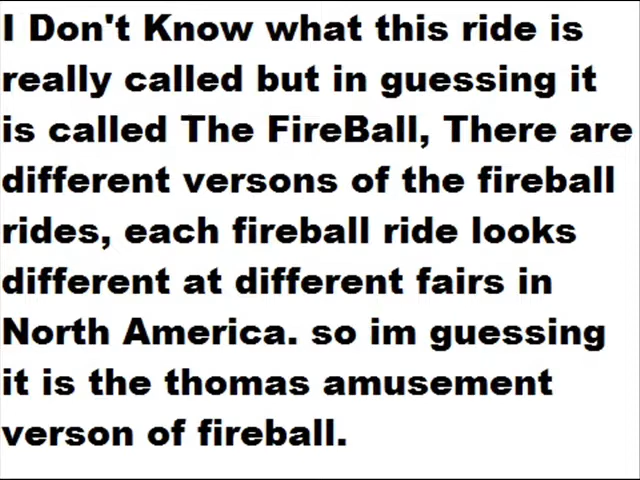 I Don't Know what this ride is
really called but in guessing it
is called The FireBall, There are
different versons of the fireball
rides, each fireball ride looks
different at different fairs in
North America. so im guessing
it is the thomas amusement
verson of fireball.